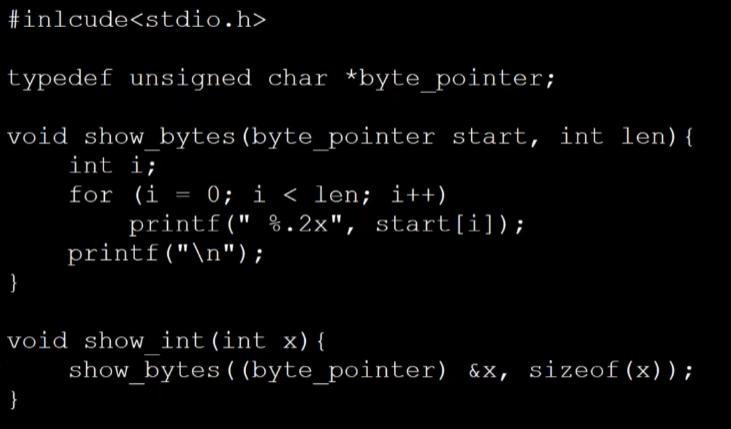 #inlcude<stdio.h>
typedef unsigned char *byte_pointer;
void show_bytes(byte_pointer start, int len){
    int i;
    for (i = 0; i < len; i++)
        printf(" %.2x", start[i]);
    printf("\n");
}
void show_int(int x){
    show_bytes((byte_pointer) &x, sizeof(x));
}